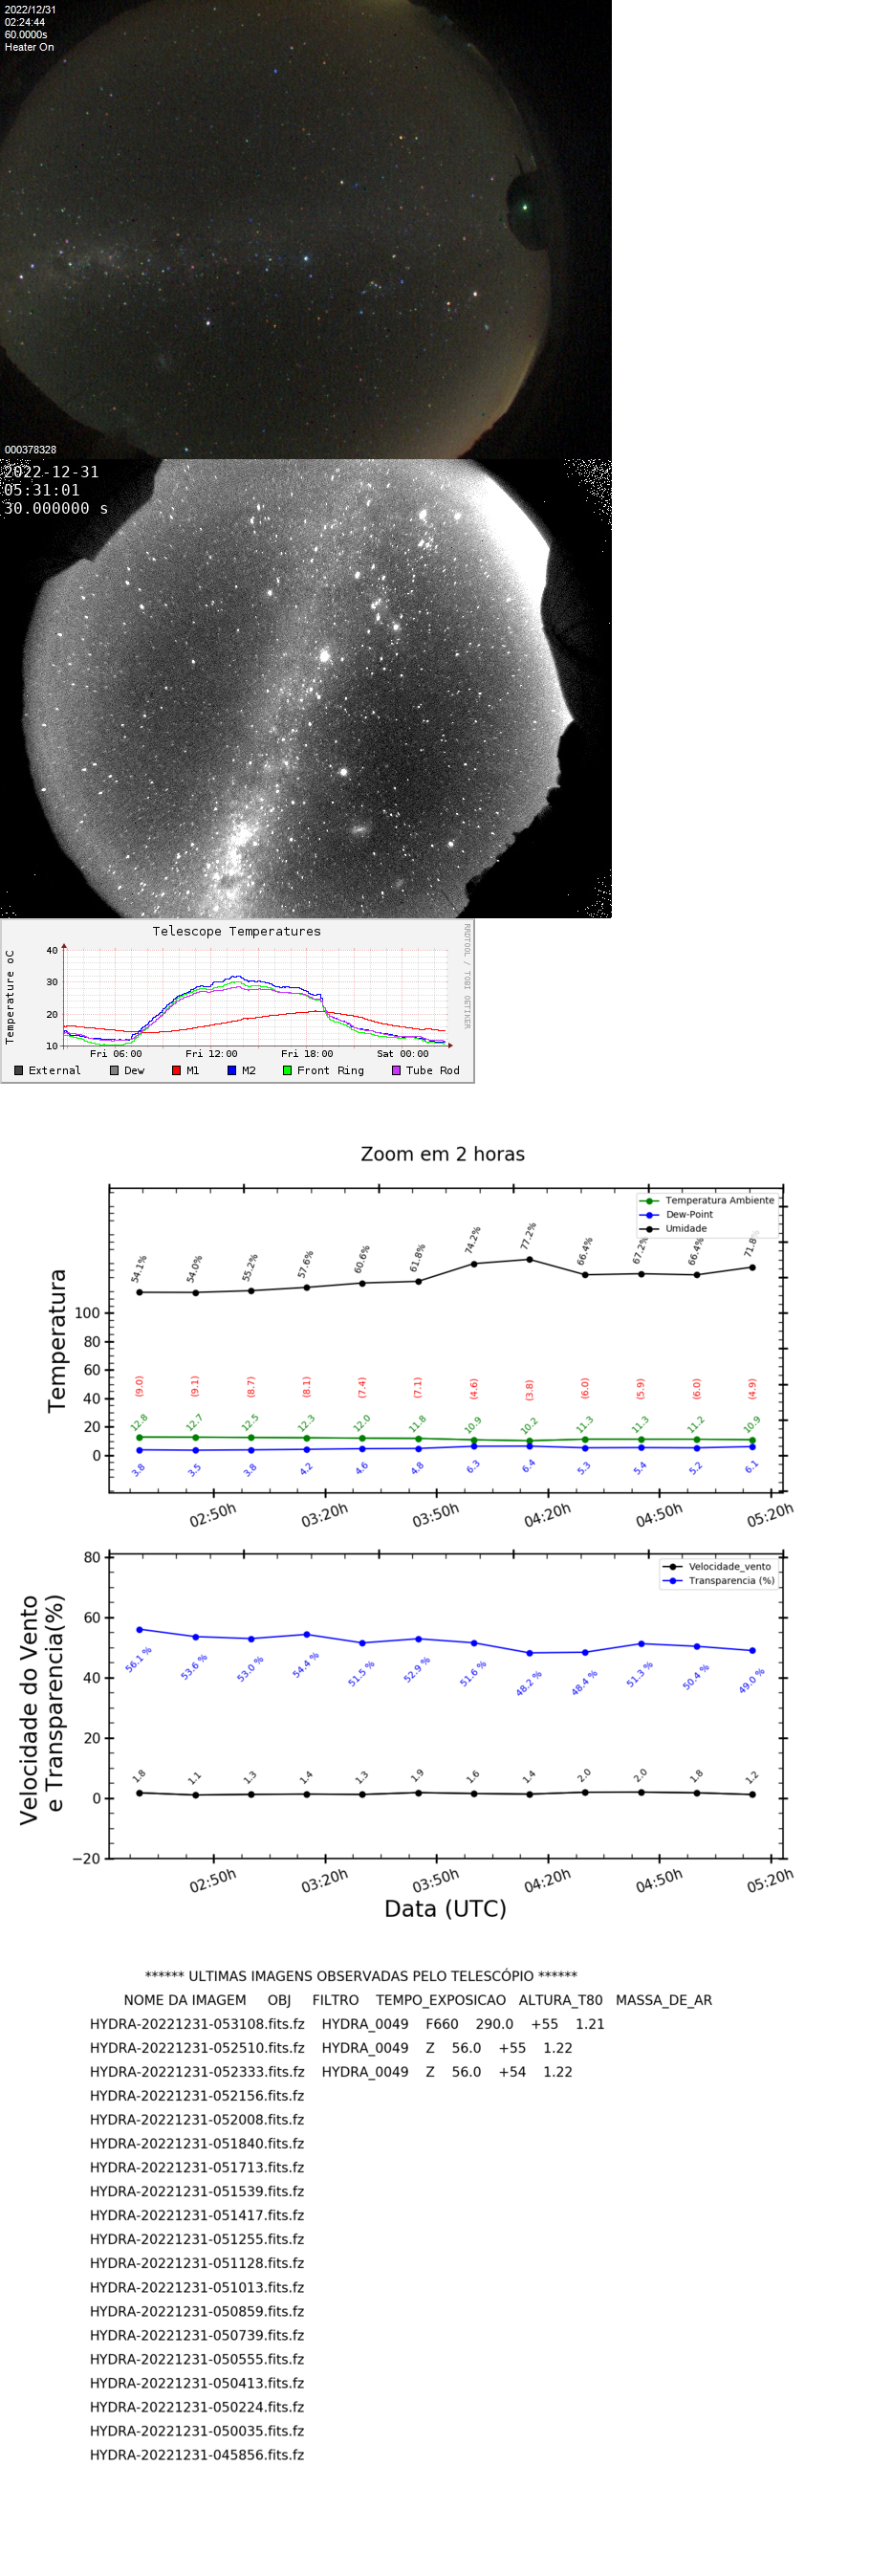 2022/12/31
02:24:44
60.0000s
Heater On
000378328
2022-12-31
05:31:01
30.000000 s
Telescope Temperatures
RRDTOOL / TOBI OETIKER
Temperature oC
40
30
20
10
Fri 06:00 Fri 12:00 Fri 18:00 Sat 00:00
External Dew M1 M2 Front Ring Tube Rod
Zoom em 2 horas
Temperatura Ambiente
Dew-Point
Umidade
54.1% 54.0% 55.2% 57.6% 60.6% 61.8% 74.2% 77.2% 66.4% 67.2% 66.4% 71.8%
Temperatura
100
80
60
40
20
0
(9.0) (9.1) (8.7) (8.1) (7.4) (7.1) (4.6) (3.8) (6.0) (5.9) (6.0) (4.9)
12.8 12.7 12.5 12.3 12.0 11.8 10.9 10.2 11.3 11.3 11.2 10.9
3.8 3.5 3.8 4.2 4.6 4.8 6.3 6.4 5.3 5.4 5.2 6.1
02:50h 03:20h 03:50h 04:20h 04:50h 05:20h
Velocidade_vento
Transparencia (%)
Velocidade do Vento
e Transparencia(%)
80
60
40
20
0
−20
56.1 % 53.6 % 53.0 % 54.4 % 51.5 % 52.9 % 51.6 % 48.2 % 48.4 % 51.3 % 50.4 % 49.0 %
1.8 1.1 1.3 1.4 1.3 1.9 1.6 1.4 2.0 2.0 1.8 1.2
02:50h 03:20h 03:50h 04:20h 04:50h 05:20h
Data (UTC)
****** ULTIMAS IMAGENS OBSERVADAS PELO TELESCÓPIO ******
NOME DA IMAGEM OBJ FILTRO TEMPO_EXPOSICAO ALTURA_T80 MASSA_DE_AR
HYDRA-20221231-053108.fits.fz HYDRA_0049 F660 290.0 +55 1.21
HYDRA-20221231-052510.fits.fz HYDRA_0049 Z 56.0 +55 1.22
HYDRA-20221231-052333.fits.fz HYDRA_0049 Z 56.0 +54 1.22
HYDRA-20221231-052156.fits.fz
HYDRA-20221231-052008.fits.fz
HYDRA-20221231-051840.fits.fz
HYDRA-20221231-051713.fits.fz
HYDRA-20221231-051539.fits.fz
HYDRA-20221231-051417.fits.fz
HYDRA-20221231-051255.fits.fz
HYDRA-20221231-051128.fits.fz
HYDRA-20221231-051013.fits.fz
HYDRA-20221231-050859.fits.fz
HYDRA-20221231-050739.fits.fz
HYDRA-20221231-050555.fits.fz
HYDRA-20221231-050413.fits.fz
HYDRA-20221231-050224.fits.fz
HYDRA-20221231-050035.fits.fz
HYDRA-20221231-045856.fits.fz